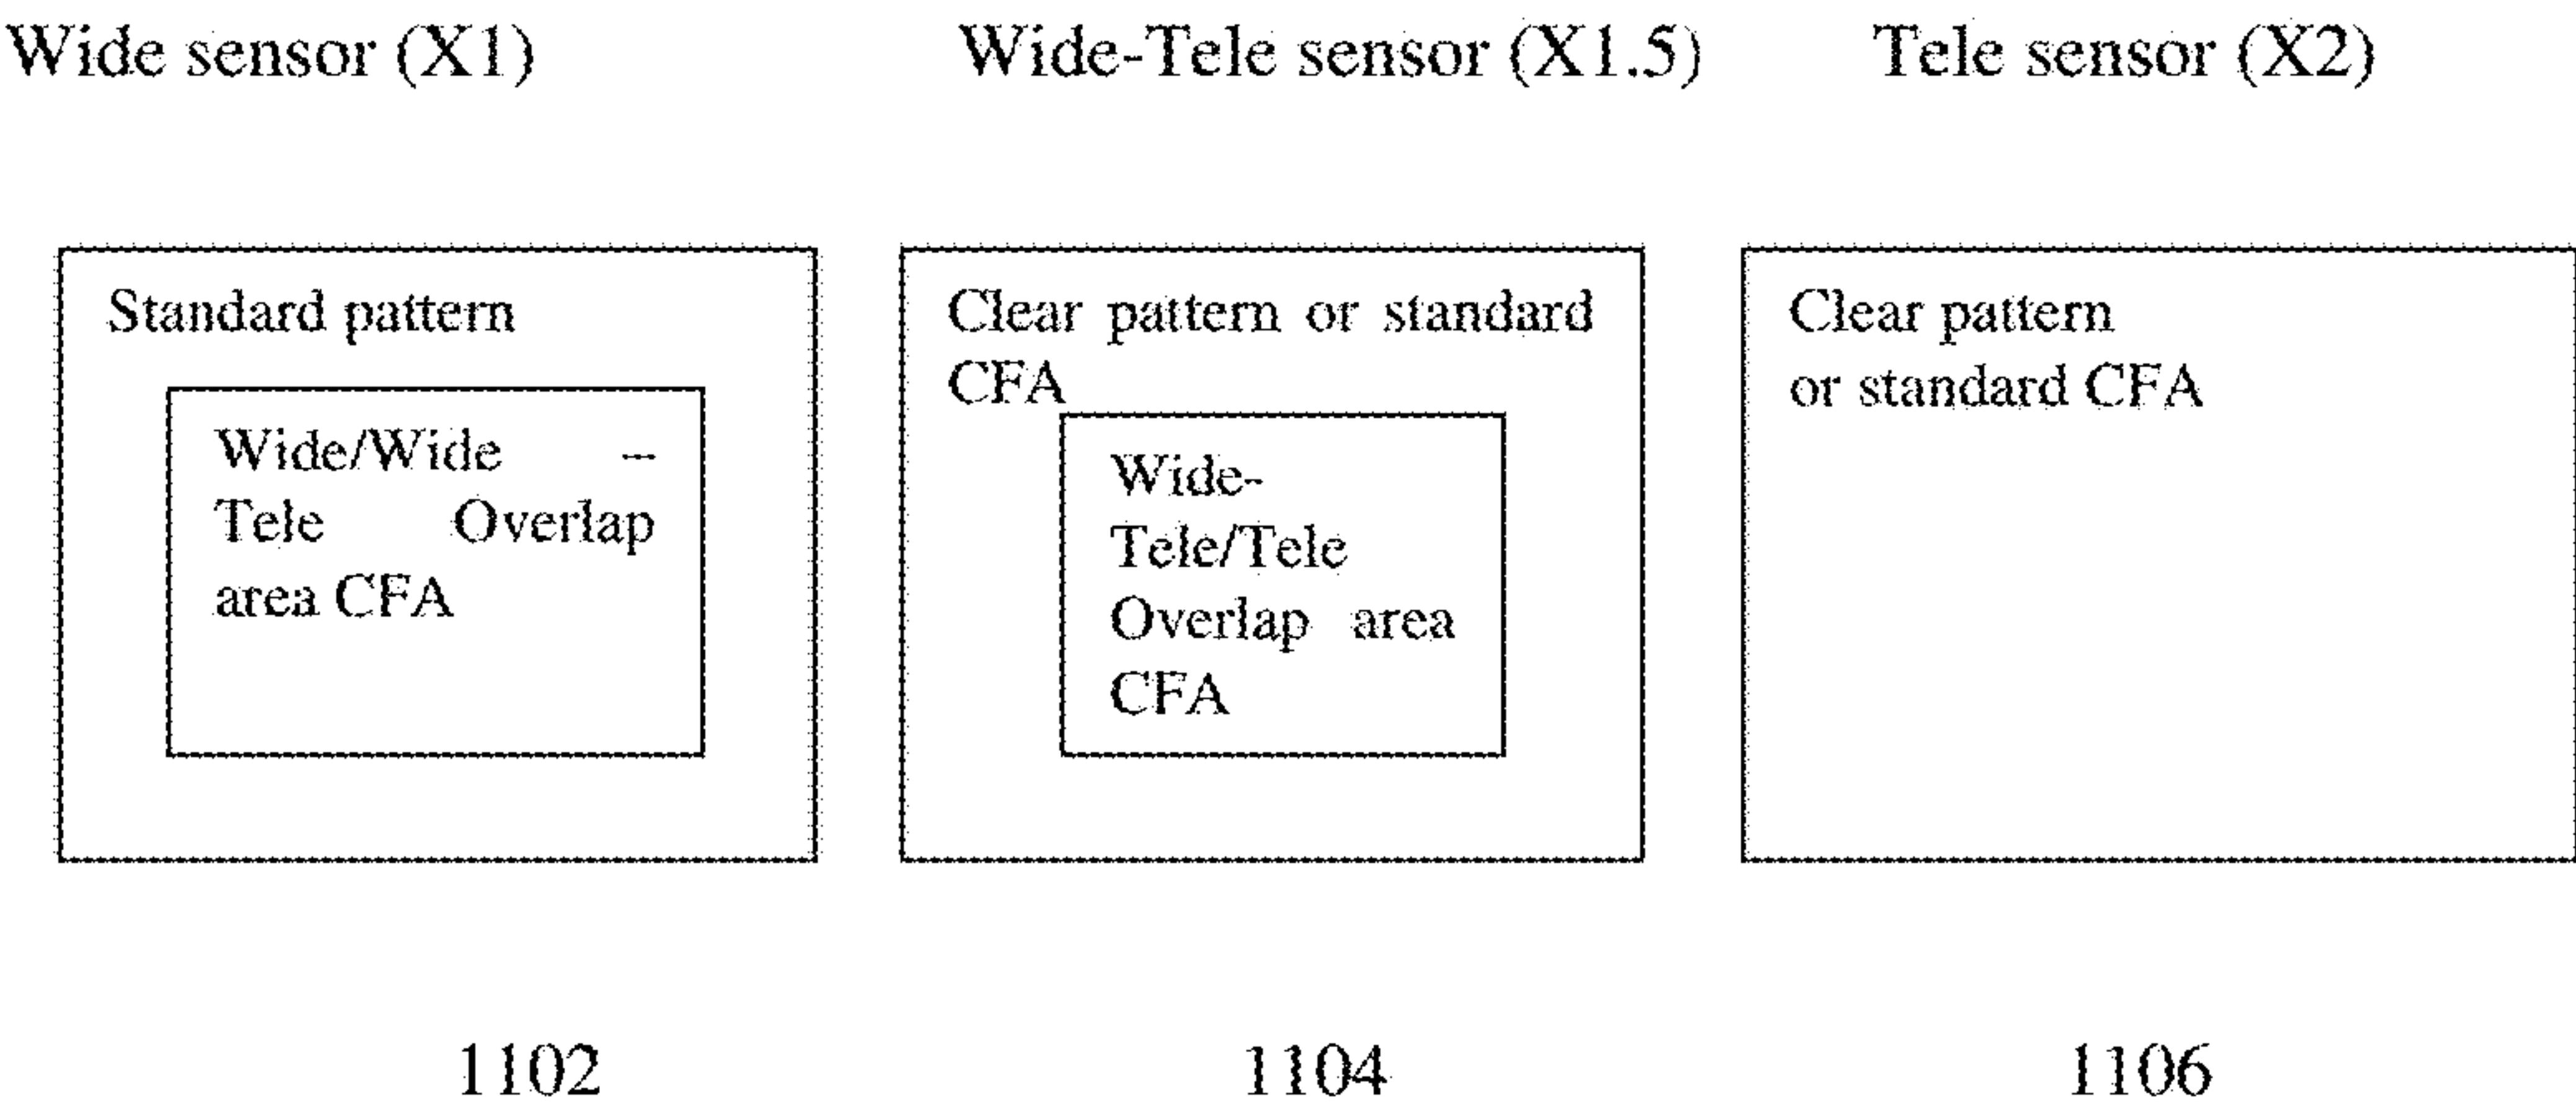 Wide sensor (X1)
Wide-Tele sensor (X1.5)
Tele sensor (X2)
Standard pattern
Wide/Wide –
Tele Overlap
area CFA
Clear pattern or standard
CFA
Wide-
Tele/Tele
Overlap area
CFA
Clear pattern
or standard CFA
1102
1104
1106